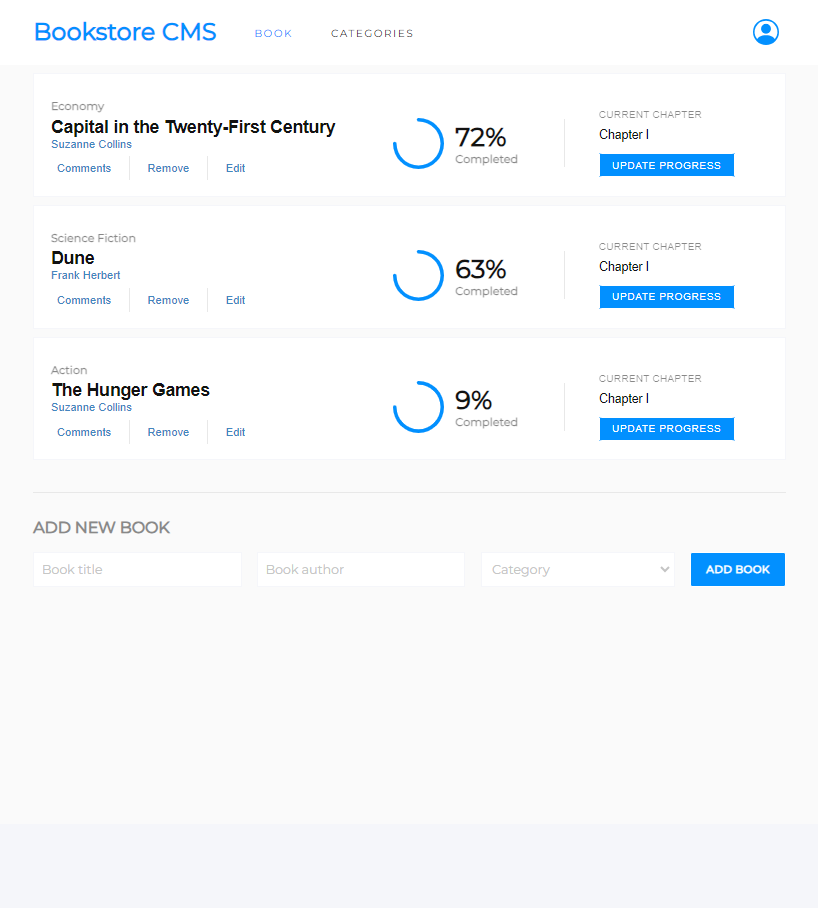 Bookstore CMS BOOK CATEGORIES
Economy
Capital in the Twenty-First Century
Suzanne Collins
Comments Remove Edit
72%
Completed
CURRENT CHAPTER
Chapter I
UPDATE PROGRESS
Science Fiction
Dune
Frank Herbert
Comments Remove Edit
63%
Completed
CURRENT CHAPTER
Chapter I
UPDATE PROGRESS
Action
The Hunger Games
Suzanne Collins
Comments Remove Edit
9%
Completed
CURRENT CHAPTER
Chapter I
UPDATE PROGRESS
ADD NEW BOOK
Book title Book author Category ADD BOOK